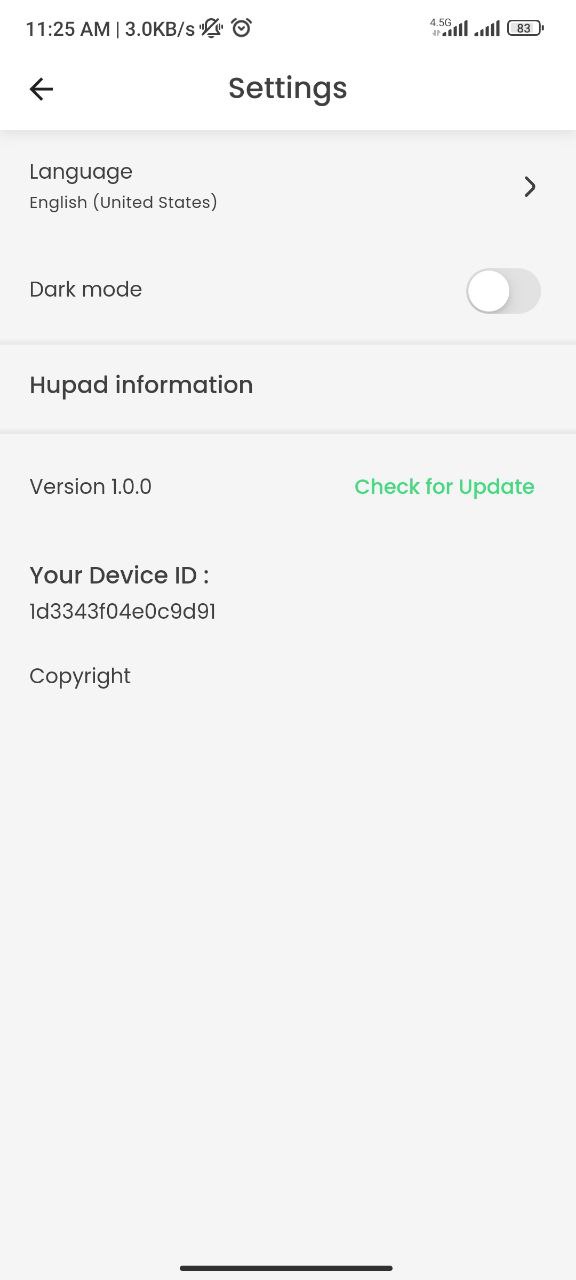 11:25 AM | 3.0KB/s 4.5G 83
Settings
Language
English (United States)
Dark mode
Hupad information
Version 1.0.0 Check for Update
Your Device ID :
1d3343f04e0c9d91
Copyright